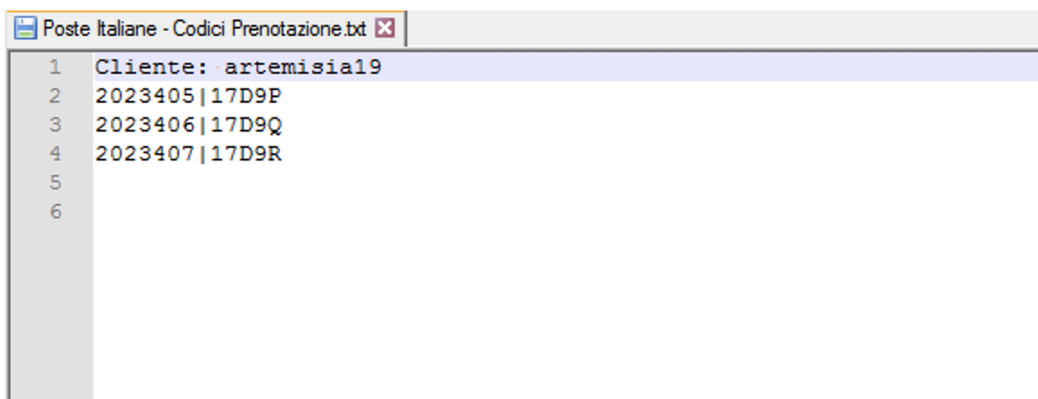 Poste Italiane - Codici Prenotazione.txt
1 Cliente: artemisia19
2 2023405|17D9P
3 2023406|17D9Q
4 2023407|17D9R
5
6